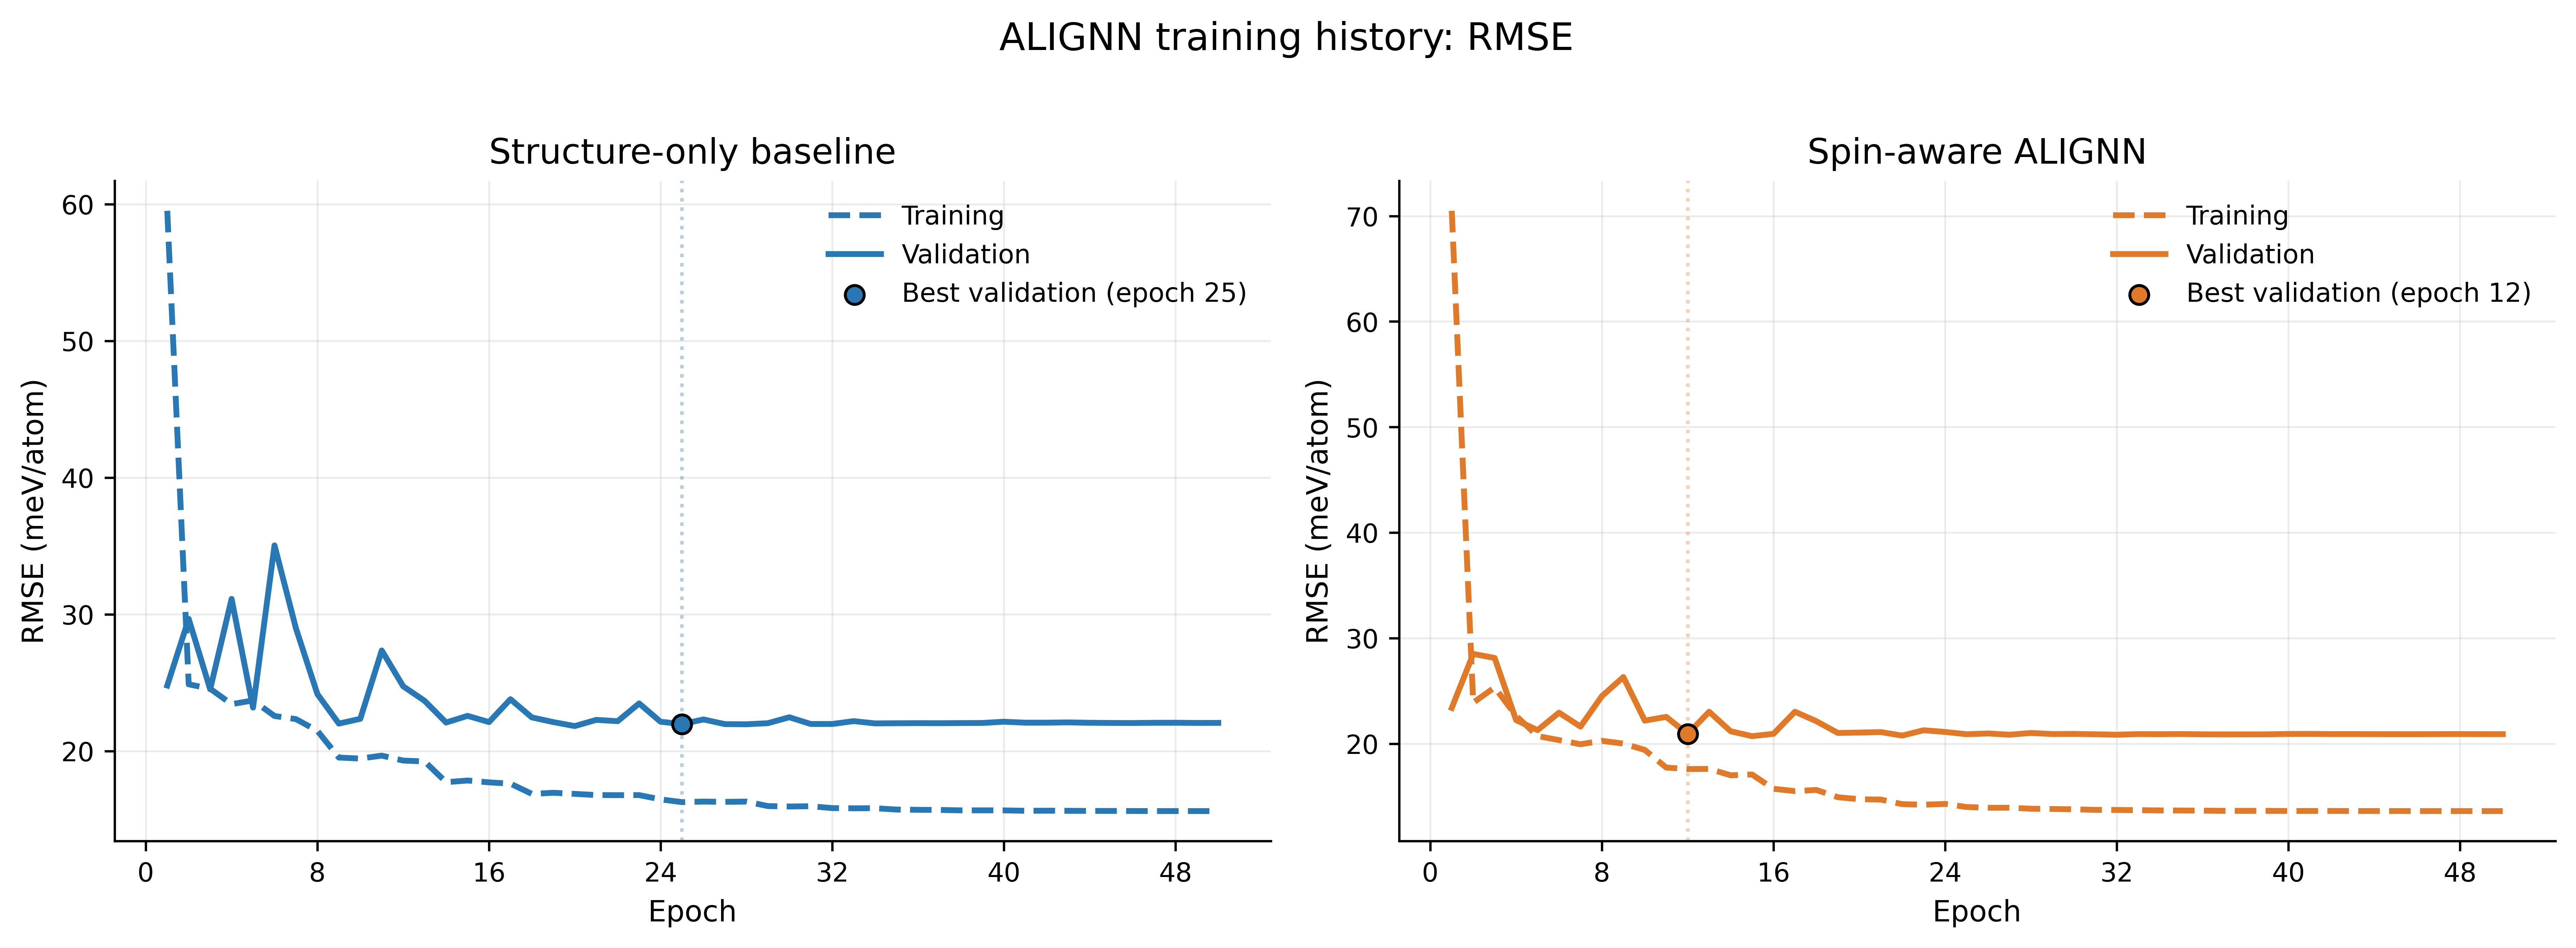 ALIGNN training history: RMSE
Structure-only baseline
Training
Validation
Best validation (epoch 25)
60
50
40
30
20
RMSE (meV/atom)
0 8 16 24 32 40 48
Epoch
Spin-aware ALIGNN
Training
Validation
Best validation (epoch 12)
70
60
50
40
30
20
RMSE (meV/atom)
0 8 16 24 32 40 48
Epoch